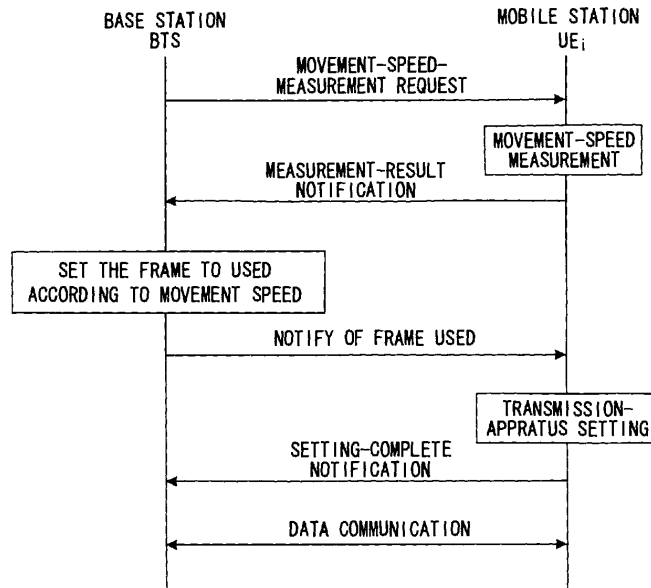 BASE STATION
BTS
MOBILE STATION
UEi
MOVEMENT-SPEED-
MEASUREMENT REQUEST
MOVEMENT-SPEED
MEASUREMENT
MEASUREMENT-RESULT
NOTIFICATION
SET THE FRAME TO USED
ACCORDING TO MOVEMENT SPEED
NOTIFY OF FRAME USED
TRANSMISSION-
APPRATUS SETTING
SETTING-COMPLETE
NOTIFICATION
DATA COMMUNICATION